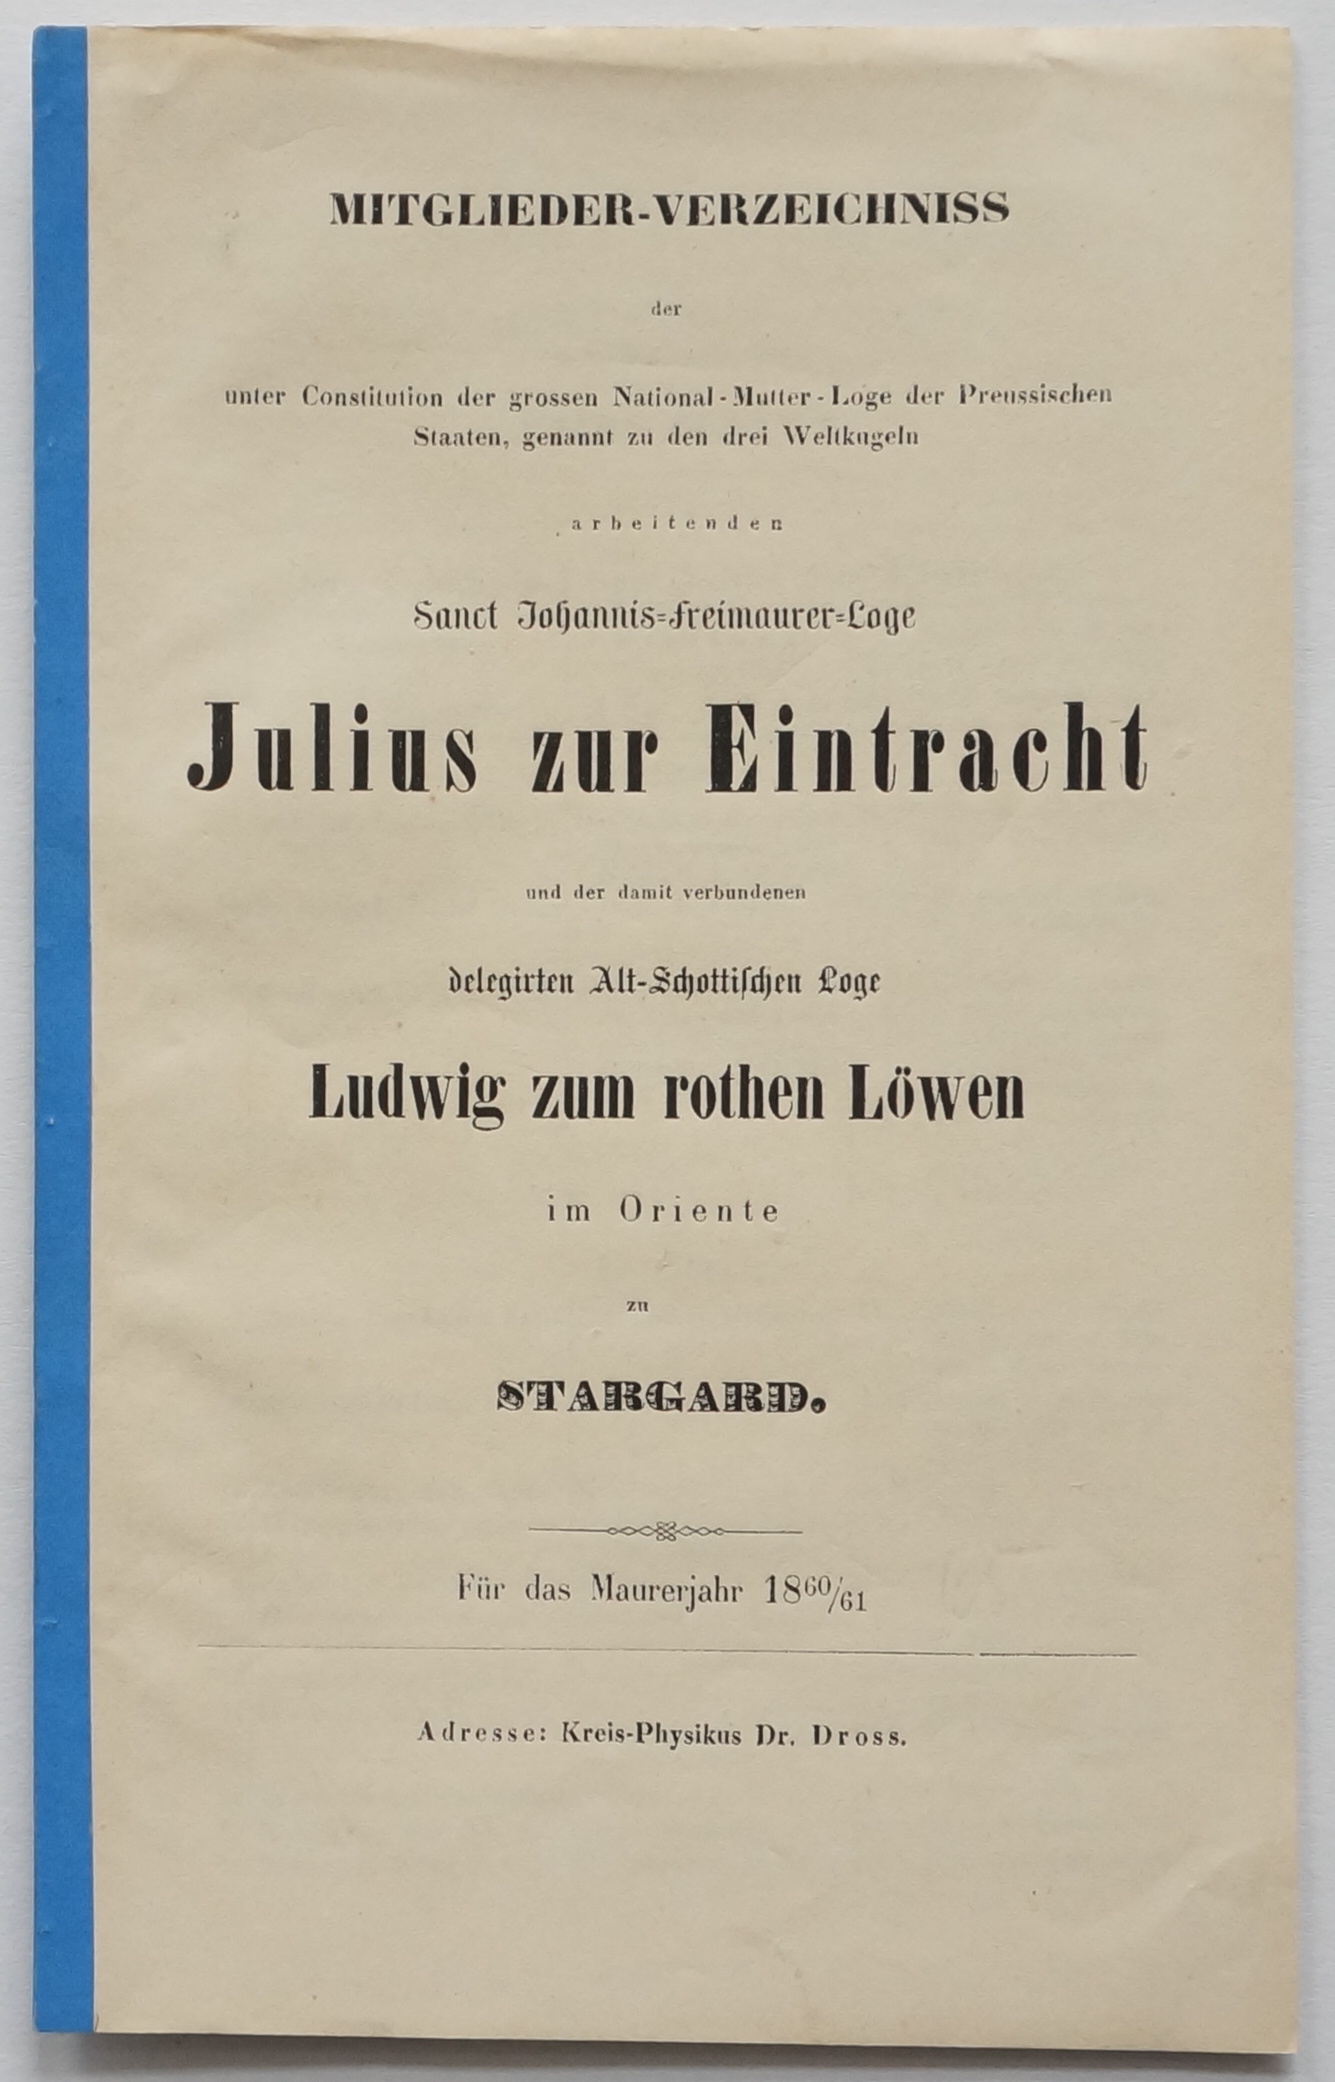 MITGLIEDER-VERZEICHNISS
der
unter Constitution der grossen National-Mutter-Loge der Preussischen
Staaten, genannt zu den drei Weltkugeln
arbeitenden
Sanct Johannis=Freimaurer=Loge
Julius zur Eintracht
und der damit verbundenen
delegirten Alt-Schottiſchen Loge
Ludwig zum rothen Löwen
im Oriente
zu
STARGARD.
Für das Maurerjahr 1860/61
Adresse: Kreis-Physikus Dr. Dross.